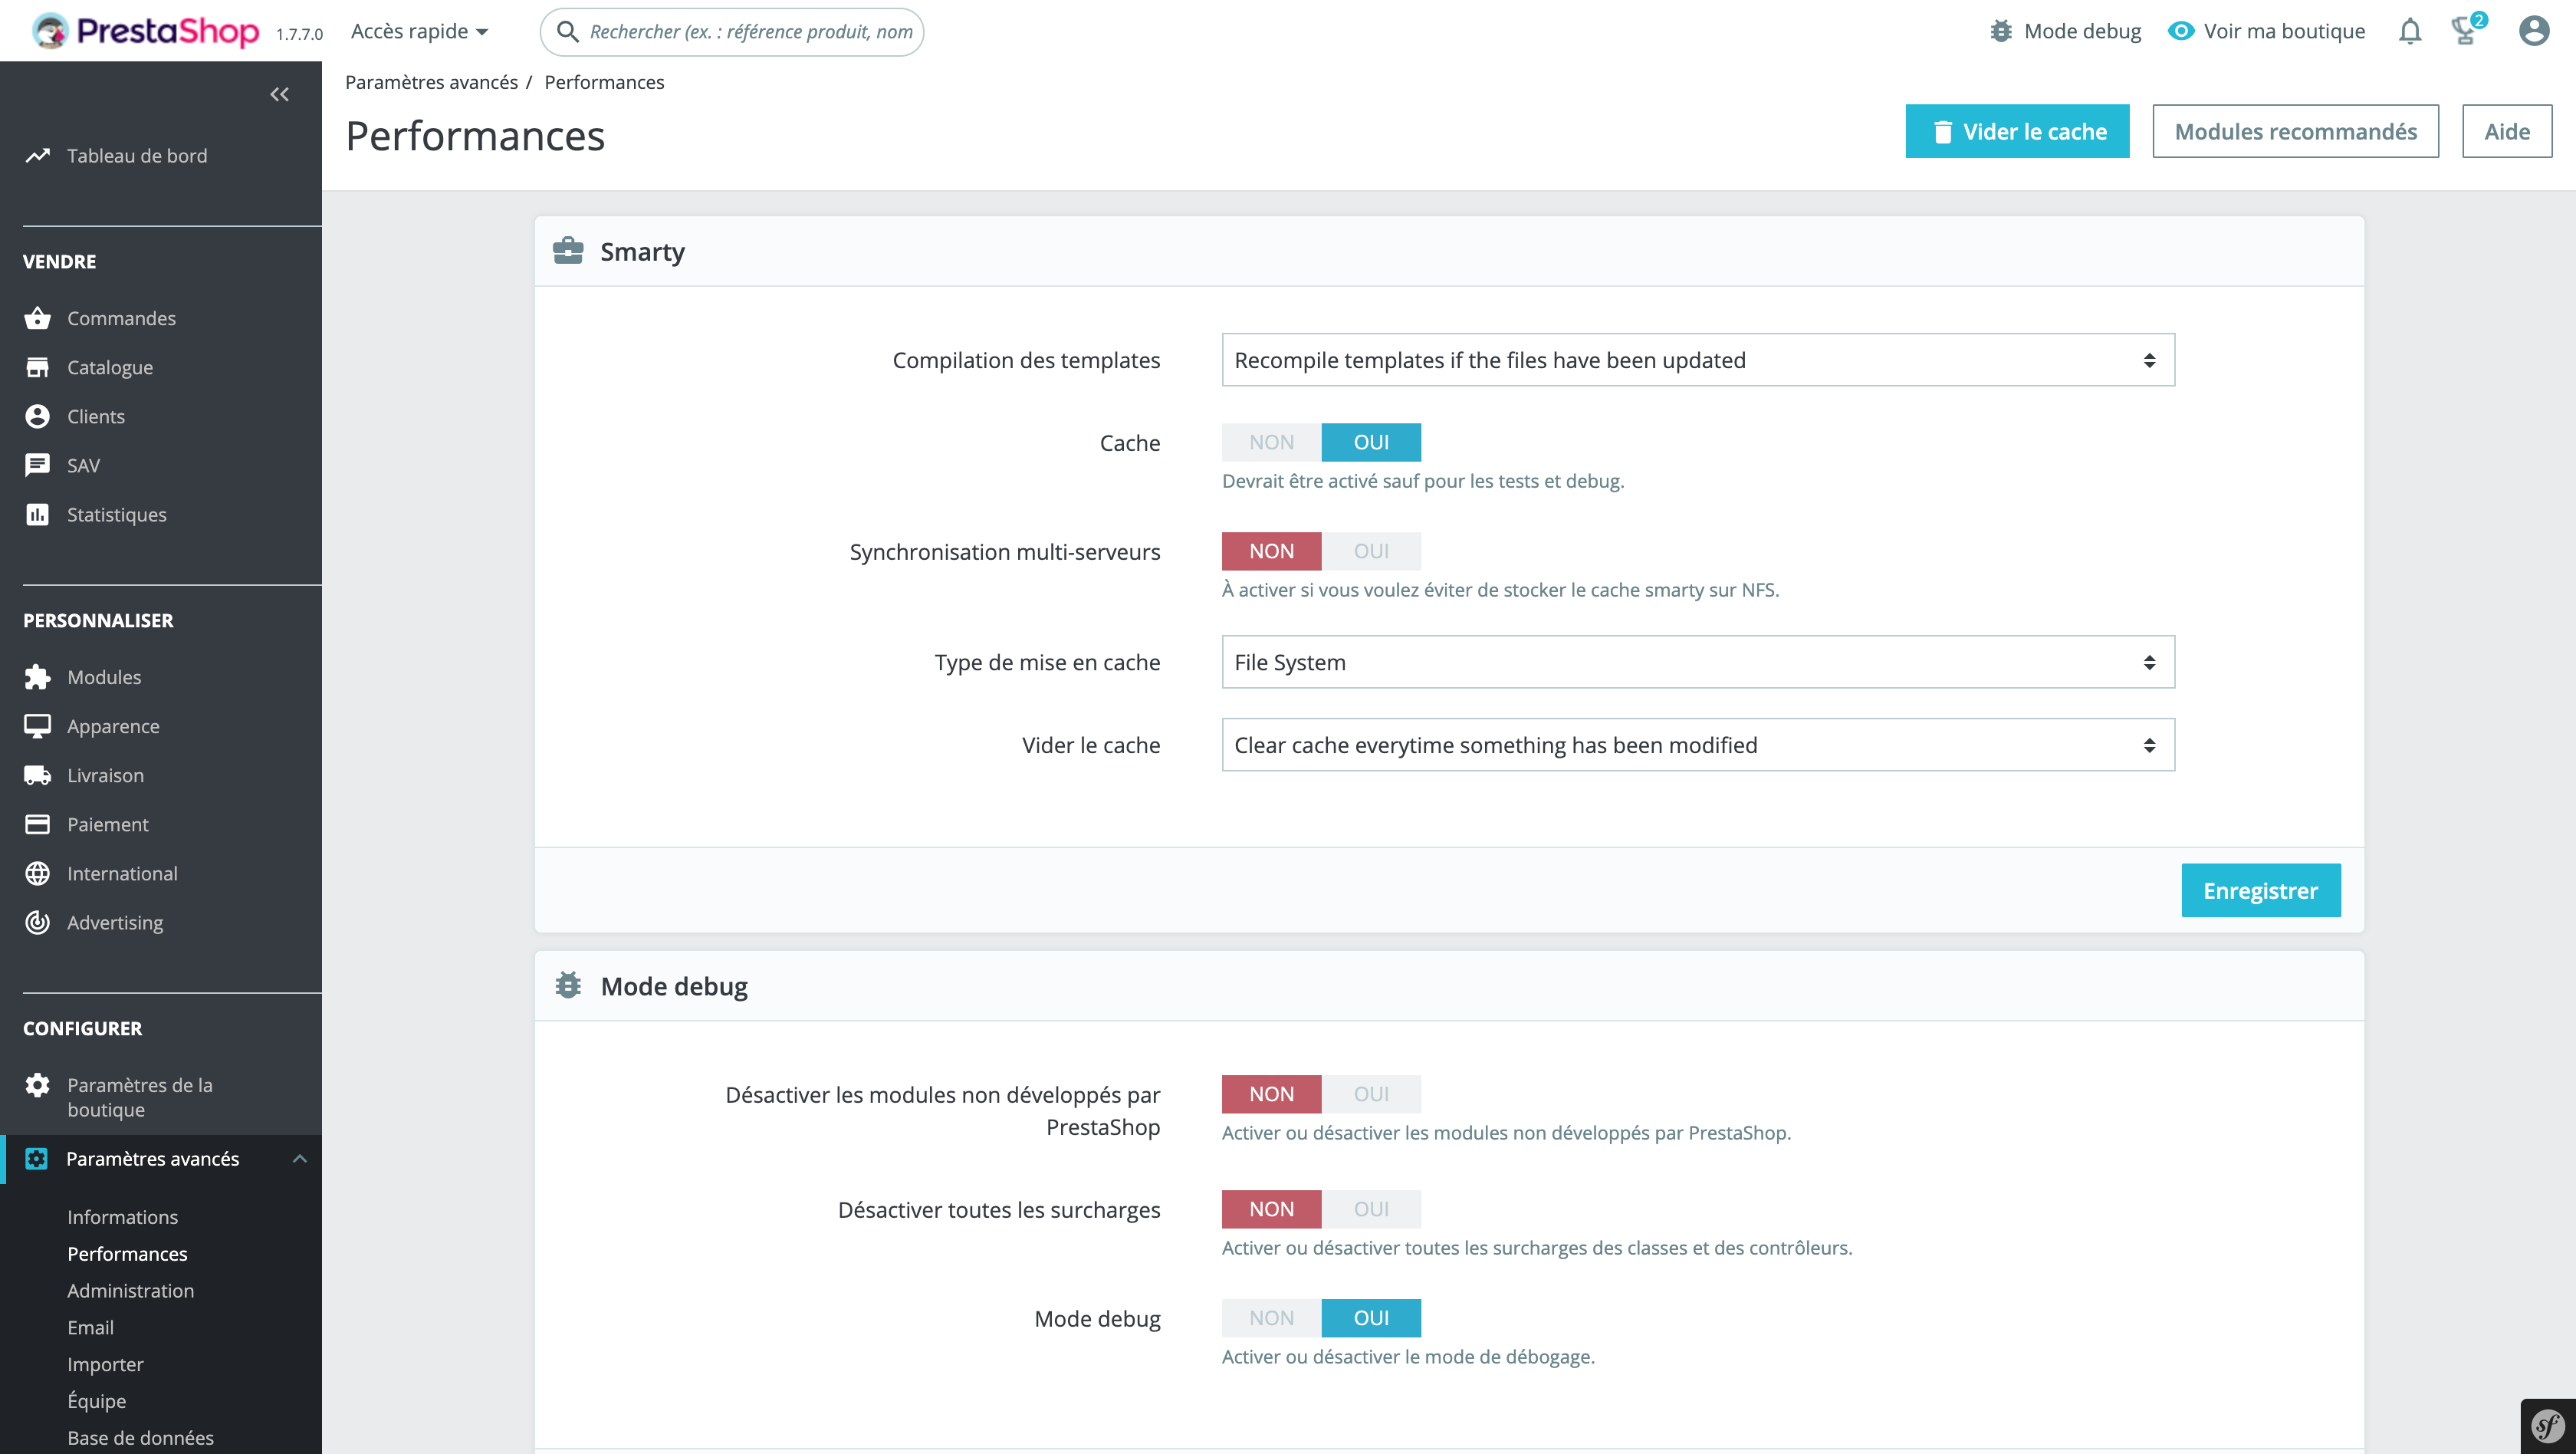 PrestaShop 1.7.7.0 Accès rapide Rechercher (ex. : référence produit, nom Mode debug Voir ma boutique 2
Paramètres avancés / Performances
Performances
Vider le cache Modules recommandés Aide
Tableau de bord
VENDRE
Commandes
Catalogue
Clients
SAV
Statistiques
PERSONNALISER
Modules
Apparence
Livraison
Paiement
International
Advertising
CONFIGURER
Paramètres de la
boutique
Paramètres avancés
Informations
Performances
Administration
Email
Importer
Équipe
Base de données
Smarty
Compilation des templates Recompile templates if the files have been updated
Cache NON OUI
Devrait être activé sauf pour les tests et debug.
Synchronisation multi-serveurs NON OUI
À activer si vous voulez éviter de stocker le cache smarty sur NFS.
Type de mise en cache File System
Vider le cache Clear cache everytime something has been modified
Enregistrer
Mode debug
Désactiver les modules non développés par NON OUI
PrestaShop
Activer ou désactiver les modules non développés par PrestaShop.
Désactiver toutes les surcharges NON OUI
Activer ou désactiver toutes les surcharges des classes et des contrôleurs.
Mode debug NON OUI
Activer ou désactiver le mode de débogage.
sf